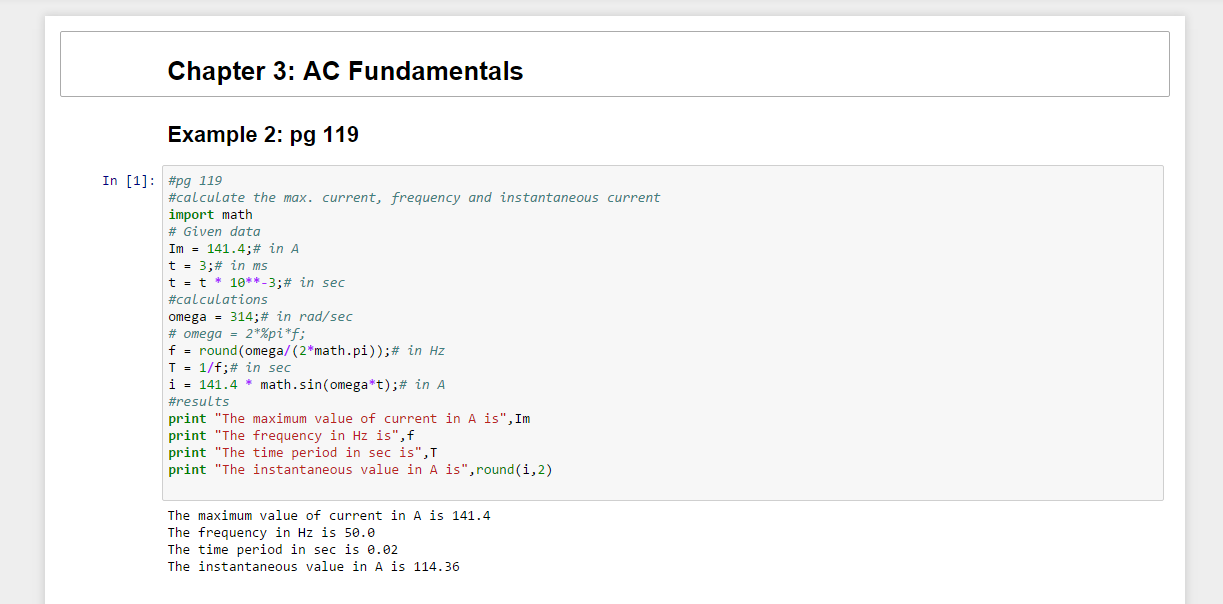 Chapter 3: AC Fundamentals
Example 2: pg 119
In [1]: #pg 119
#calculate the max. current, frequency and instantaneous current
import math
# Given data
Im = 141.4;# in A
t = 3;# in ms
t = t * 10**-3;# in sec
#calculations
omega = 314;# in rad/sec
# omega = 2*%pi*f;
f = round(omega/(2*math.pi));# in Hz
T = 1/f;# in sec
i = 141.4 * math.sin(omega*t);# in A
#results
print "The maximum value of current in A is",Im
print "The frequency in Hz is",f
print "The time period in sec is",T
print "The instantaneous value in A is",round(i,2)
The maximum value of current in A is 141.4
The frequency in Hz is 50.0
The time period in sec is 0.02
The instantaneous value in A is 114.36